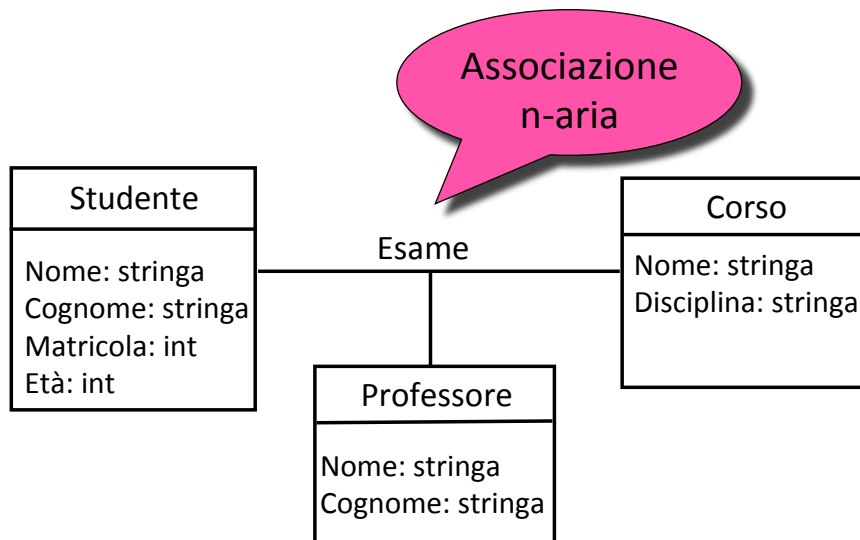 Associazione
n-aria
Studente
Nome: stringa
Cognome: stringa
Matricola: int
Età: int
Esame
Corso
Nome: stringa
Disciplina: stringa
Professore
Nome: stringa
Cognome: stringa